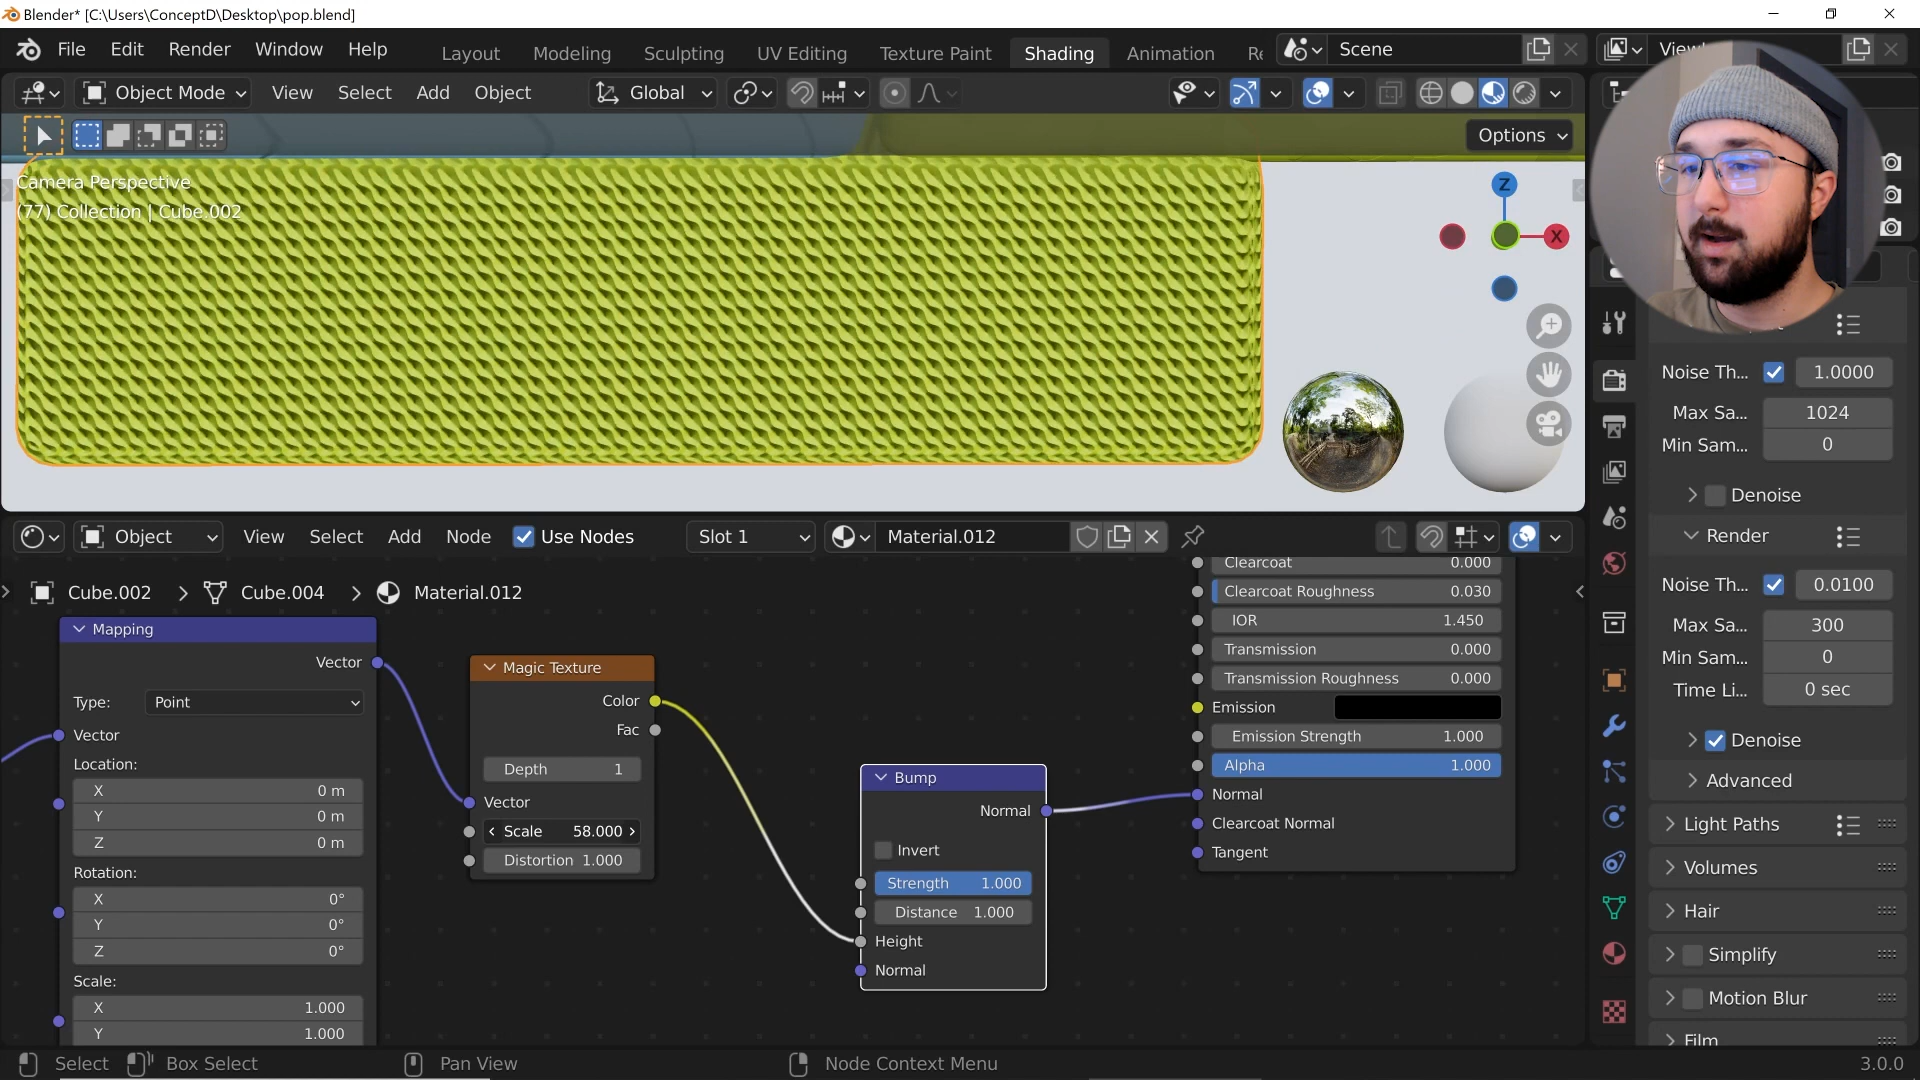 Blender* [C:\Users\ConceptD\Desktop\pop.blend]
File Edit Render Window Help Layout Modeling Sculpting UV Editing Texture Paint Shading Animation Re Scene View
Object Mode View Select Add Object Global
Options
Camera Perspective
(77) Collection | Cube.002
Z
X
Noise Th... 1.0000
Max Sa... 1024
Min Sam... 0
Denoise
Render
Noise Th... 0.0100
Max Sa... 300
Min Sam... 0
Time Li... 0 sec
Denoise
Advanced
Light Paths
Volumes
Hair
Simplify
Motion Blur
Film
Object View Select Add Node Use Nodes Slot 1 Material.012
Cube.002 > Cube.004 > Material.012
Mapping
Vector
Type: Point
Vector
Location:
X 0 m
Y 0 m
Z 0 m
Rotation:
X 0°
Y 0°
Z 0°
Scale:
X 1.000
Y 1.000
Magic Texture
Color
Fac
Depth 1
Vector
Scale 58.000
Distortion 1.000
Bump
Normal
Invert
Strength 1.000
Distance 1.000
Height
Normal
Clearcoat 0.000
Clearcoat Roughness 0.030
IOR 1.450
Transmission 0.000
Transmission Roughness 0.000
Emission
Emission Strength 1.000
Alpha 1.000
Normal
Clearcoat Normal
Tangent
Select Box Select Pan View Node Context Menu 3.0.0